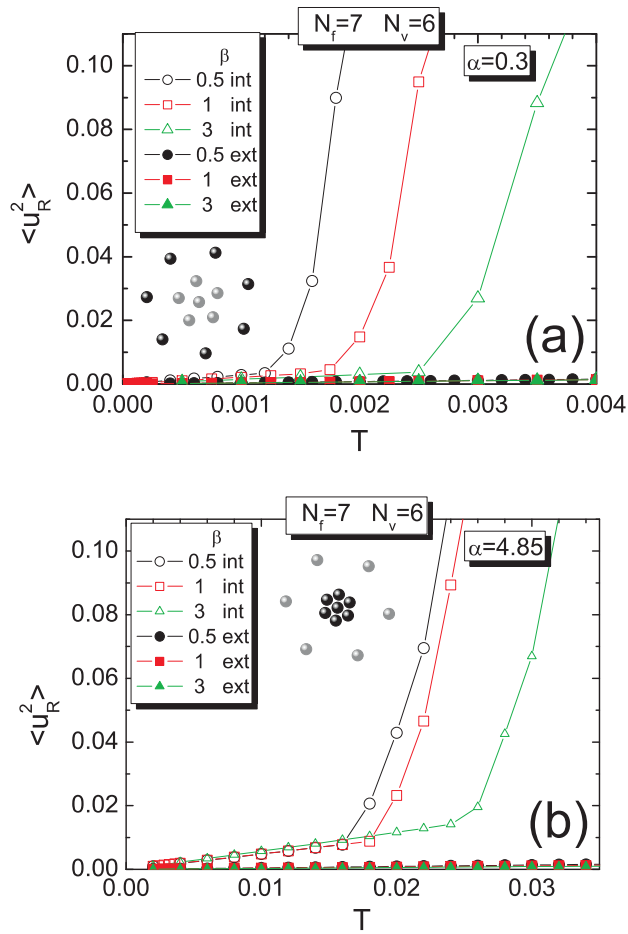 N_f=7 N_v=6
α=0.3
β
0.5 int
1 int
3 int
0.5 ext
1 ext
3 ext
<u_R^2>
0.10
0.08
0.06
0.04
0.02
0.00
(a)
0.000 0.001 0.002 0.003 0.004
T
N_f=7 N_v=6
α=4.85
β
0.5 int
1 int
3 int
0.5 ext
1 ext
3 ext
<u_R^2>
0.10
0.08
0.06
0.04
0.02
0.00
(b)
0.00 0.01 0.02 0.03
T